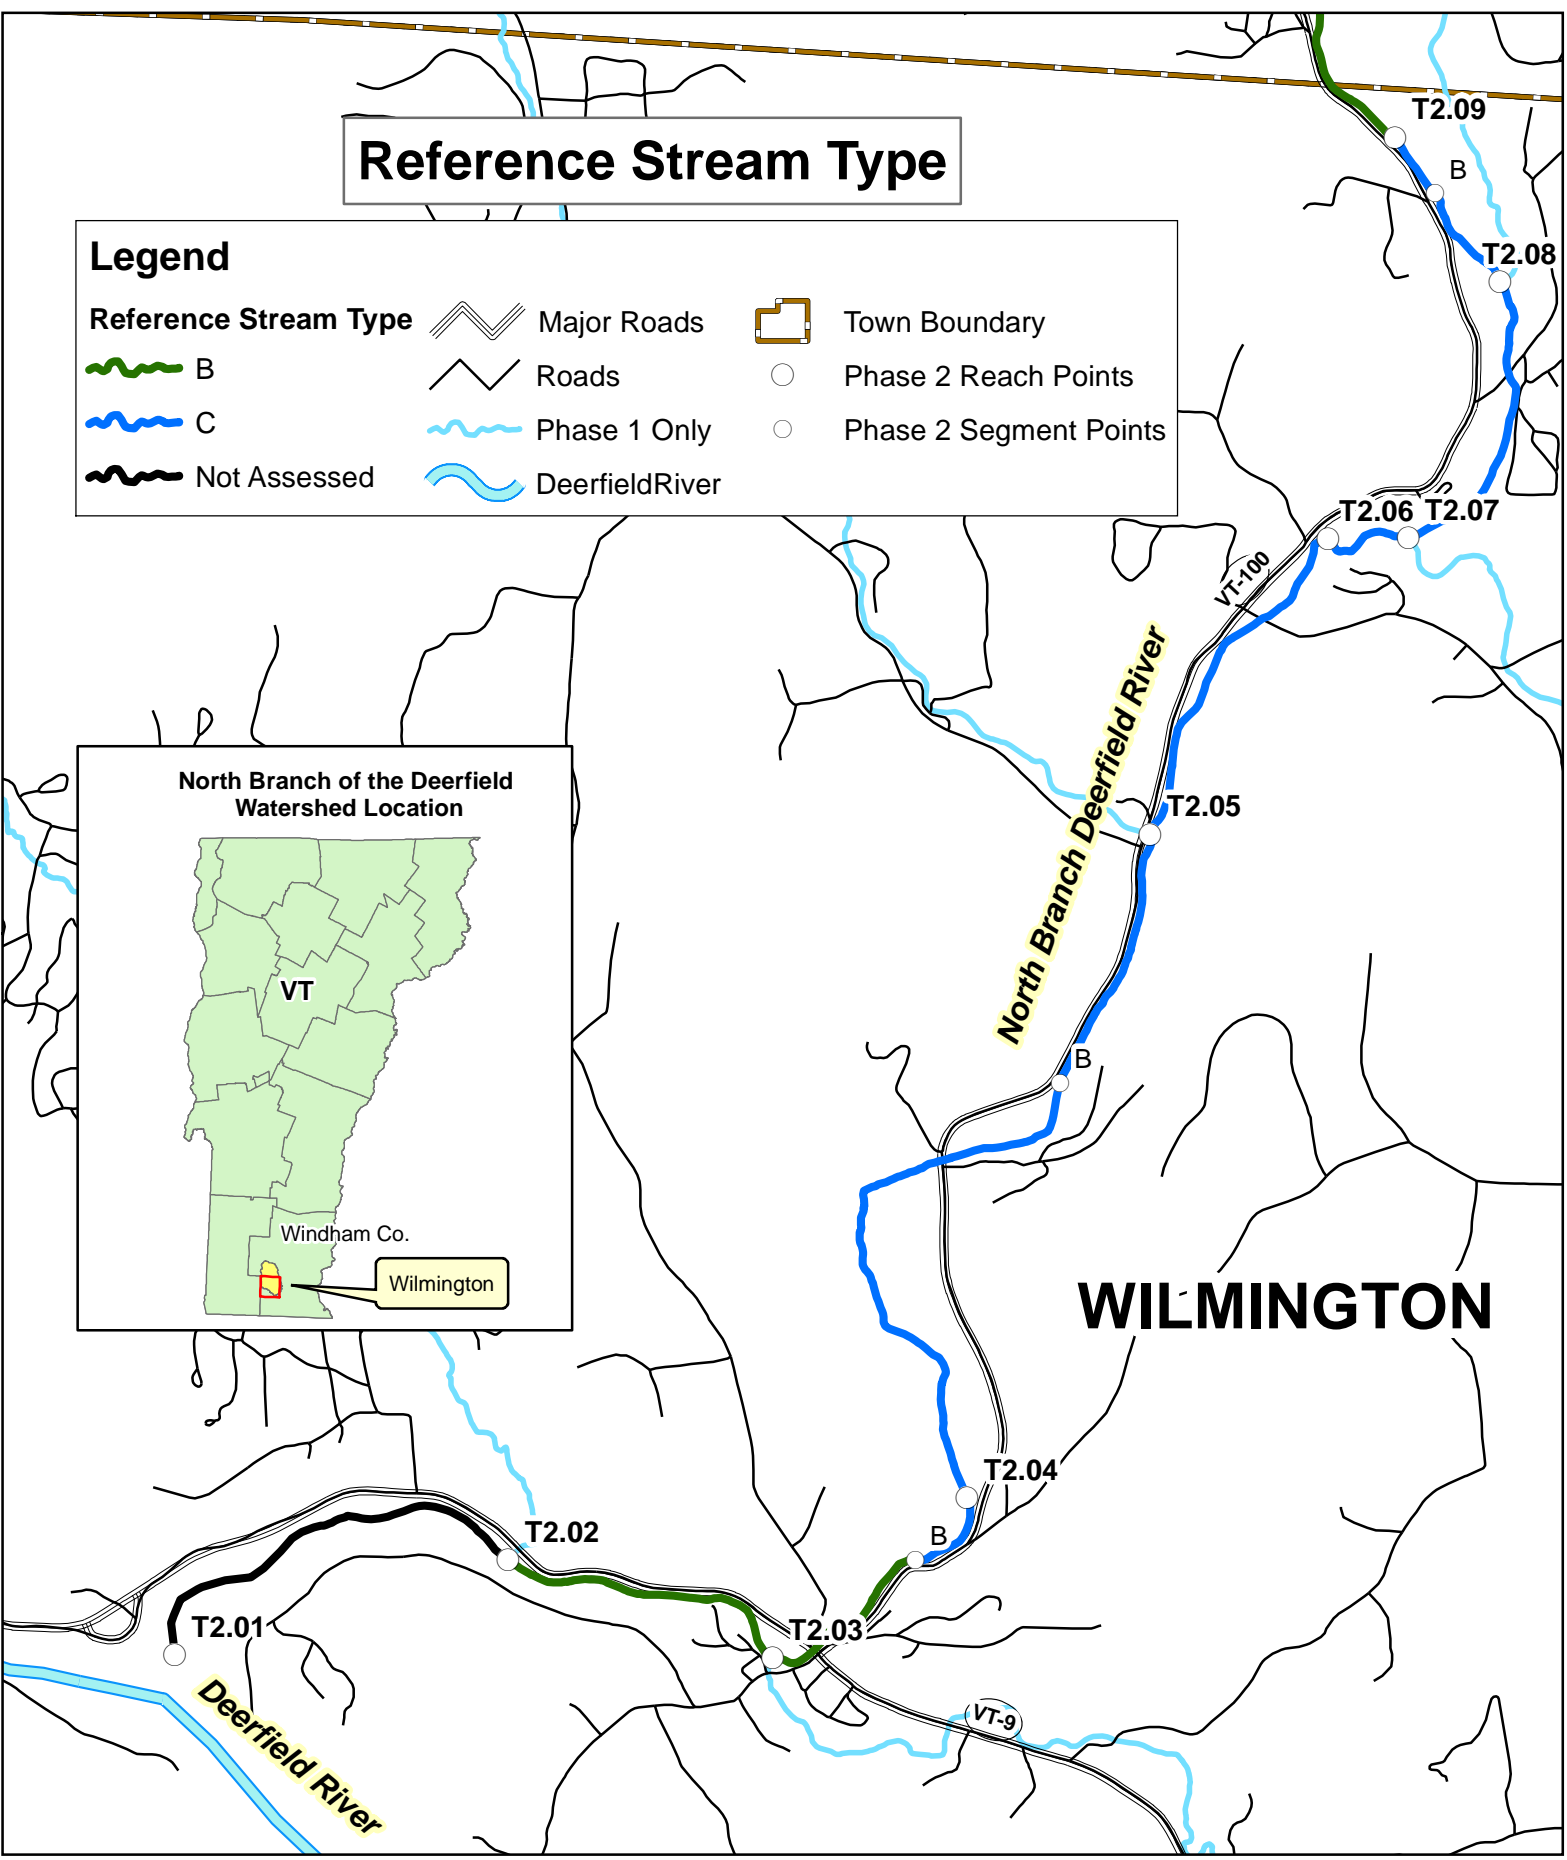 Reference Stream Type
Legend
Reference Stream Type
B
C
Not Assessed
Major Roads
Roads
Phase 1 Only
DeerfieldRiver
Town Boundary
Phase 2 Reach Points
Phase 2 Segment Points
T2.09
B
T2.08
T2.06
T2.07
VT-100
North Branch Deerfield River
T2.05
B
North Branch of the Deerfield
Watershed Location
VT
Windham Co.
Wilmington
WILMINGTON
T2.04
B
T2.02
T2.03
T2.01
VT-9
Deerfield River